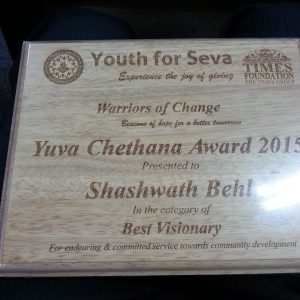 Youth for Seva
Experience the joy of giving
TIMES
FOUNDATION
THE TIMES GROUP
Warriors of Change
Beacons of hope for a better tomorrow
Yuva Chethana Award 2015
Presented to
Shashwath Behl
In the category of
Best Visionary
For endearing & committed service towards community development